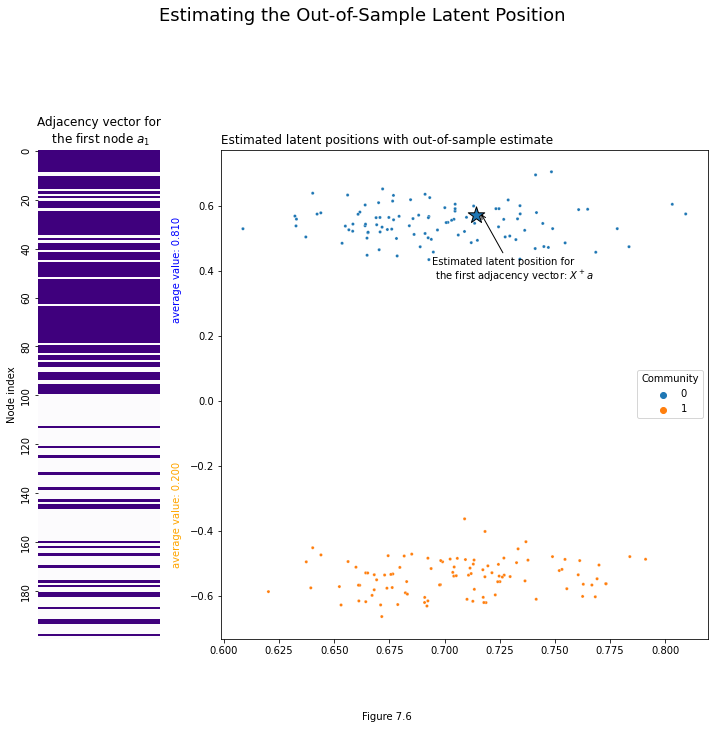 Estimating the Out-of-Sample Latent Position
Adjacency vector for
the first node a₁
0
20
40
60
80
100
120
140
160
180
Node index
average value: 0.810
average value: 0.200
Estimated latent positions with out-of-sample estimate
0.6
0.4
0.2
0.0
−0.2
−0.4
−0.6
Estimated latent position for
the first adjacency vector: X⁺a
Community
0
1
0.600 0.625 0.650 0.675 0.700 0.725 0.750 0.775 0.800
Figure 7.6